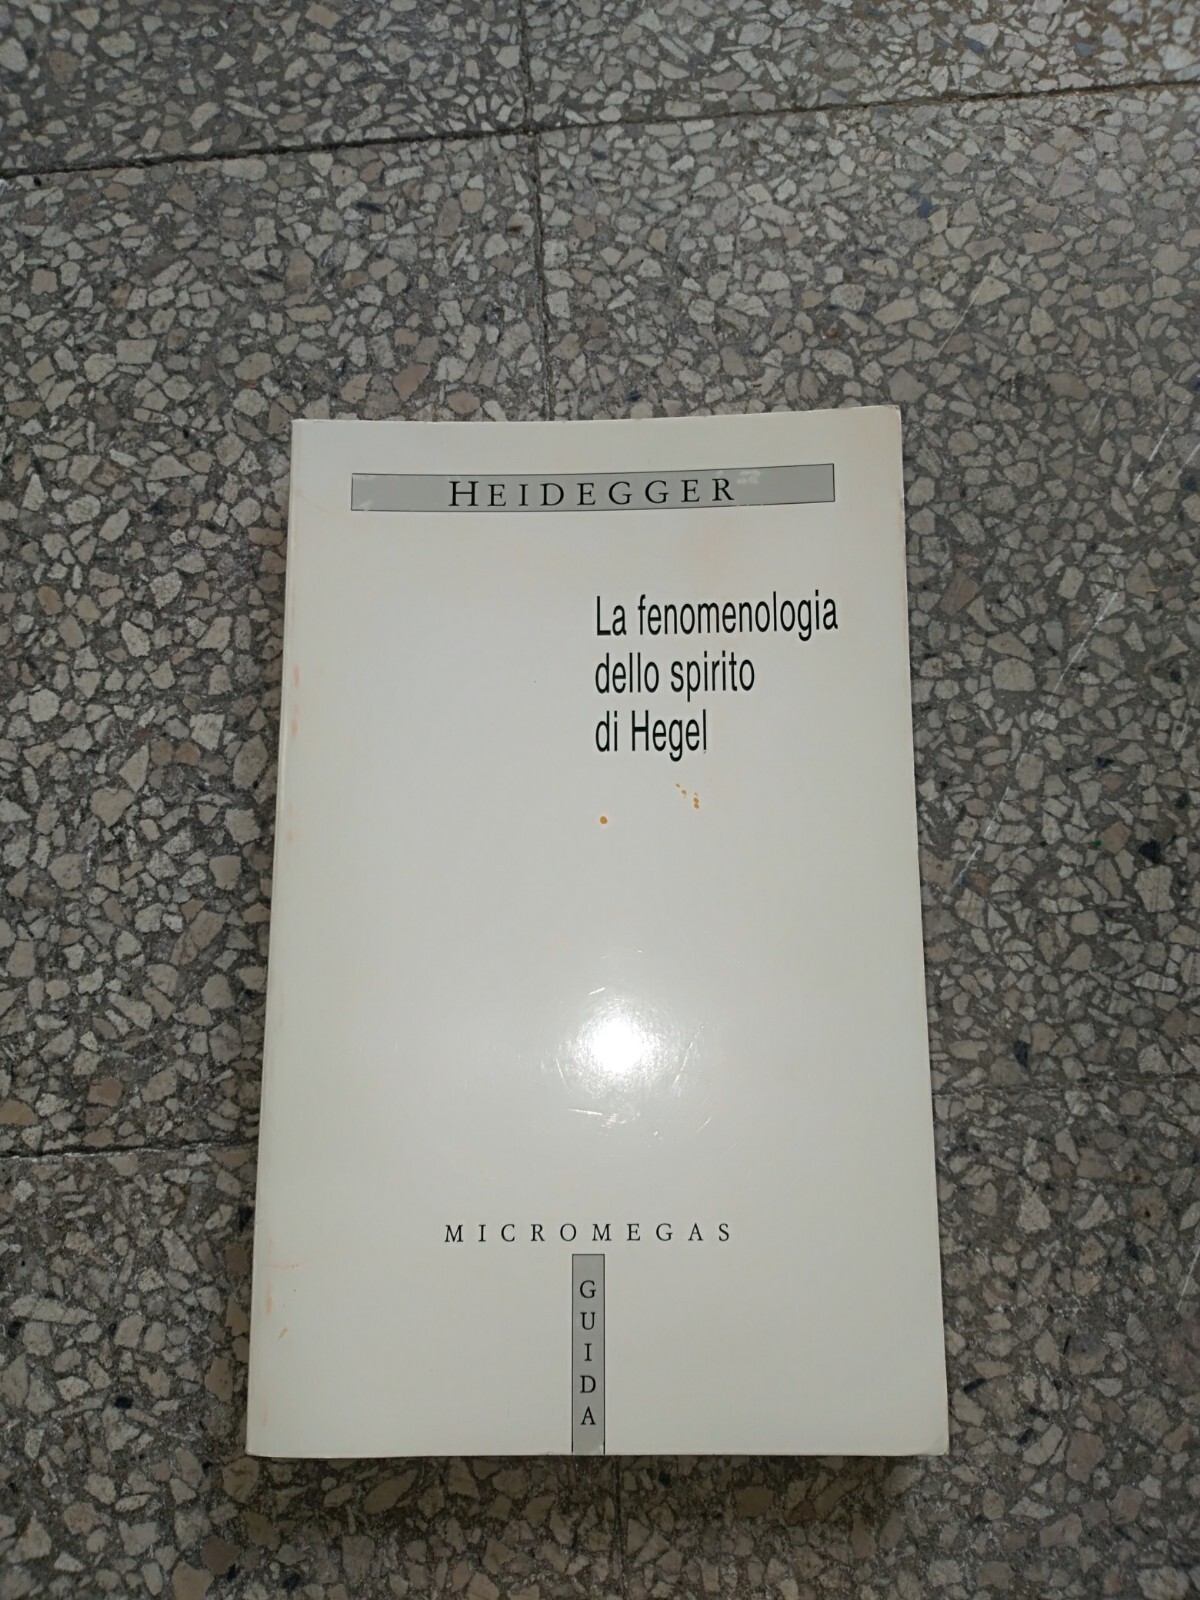 HEIDEGGER
La fenomenologia
dello spirito
di Hegel
MICROMEGAS
GUIDA